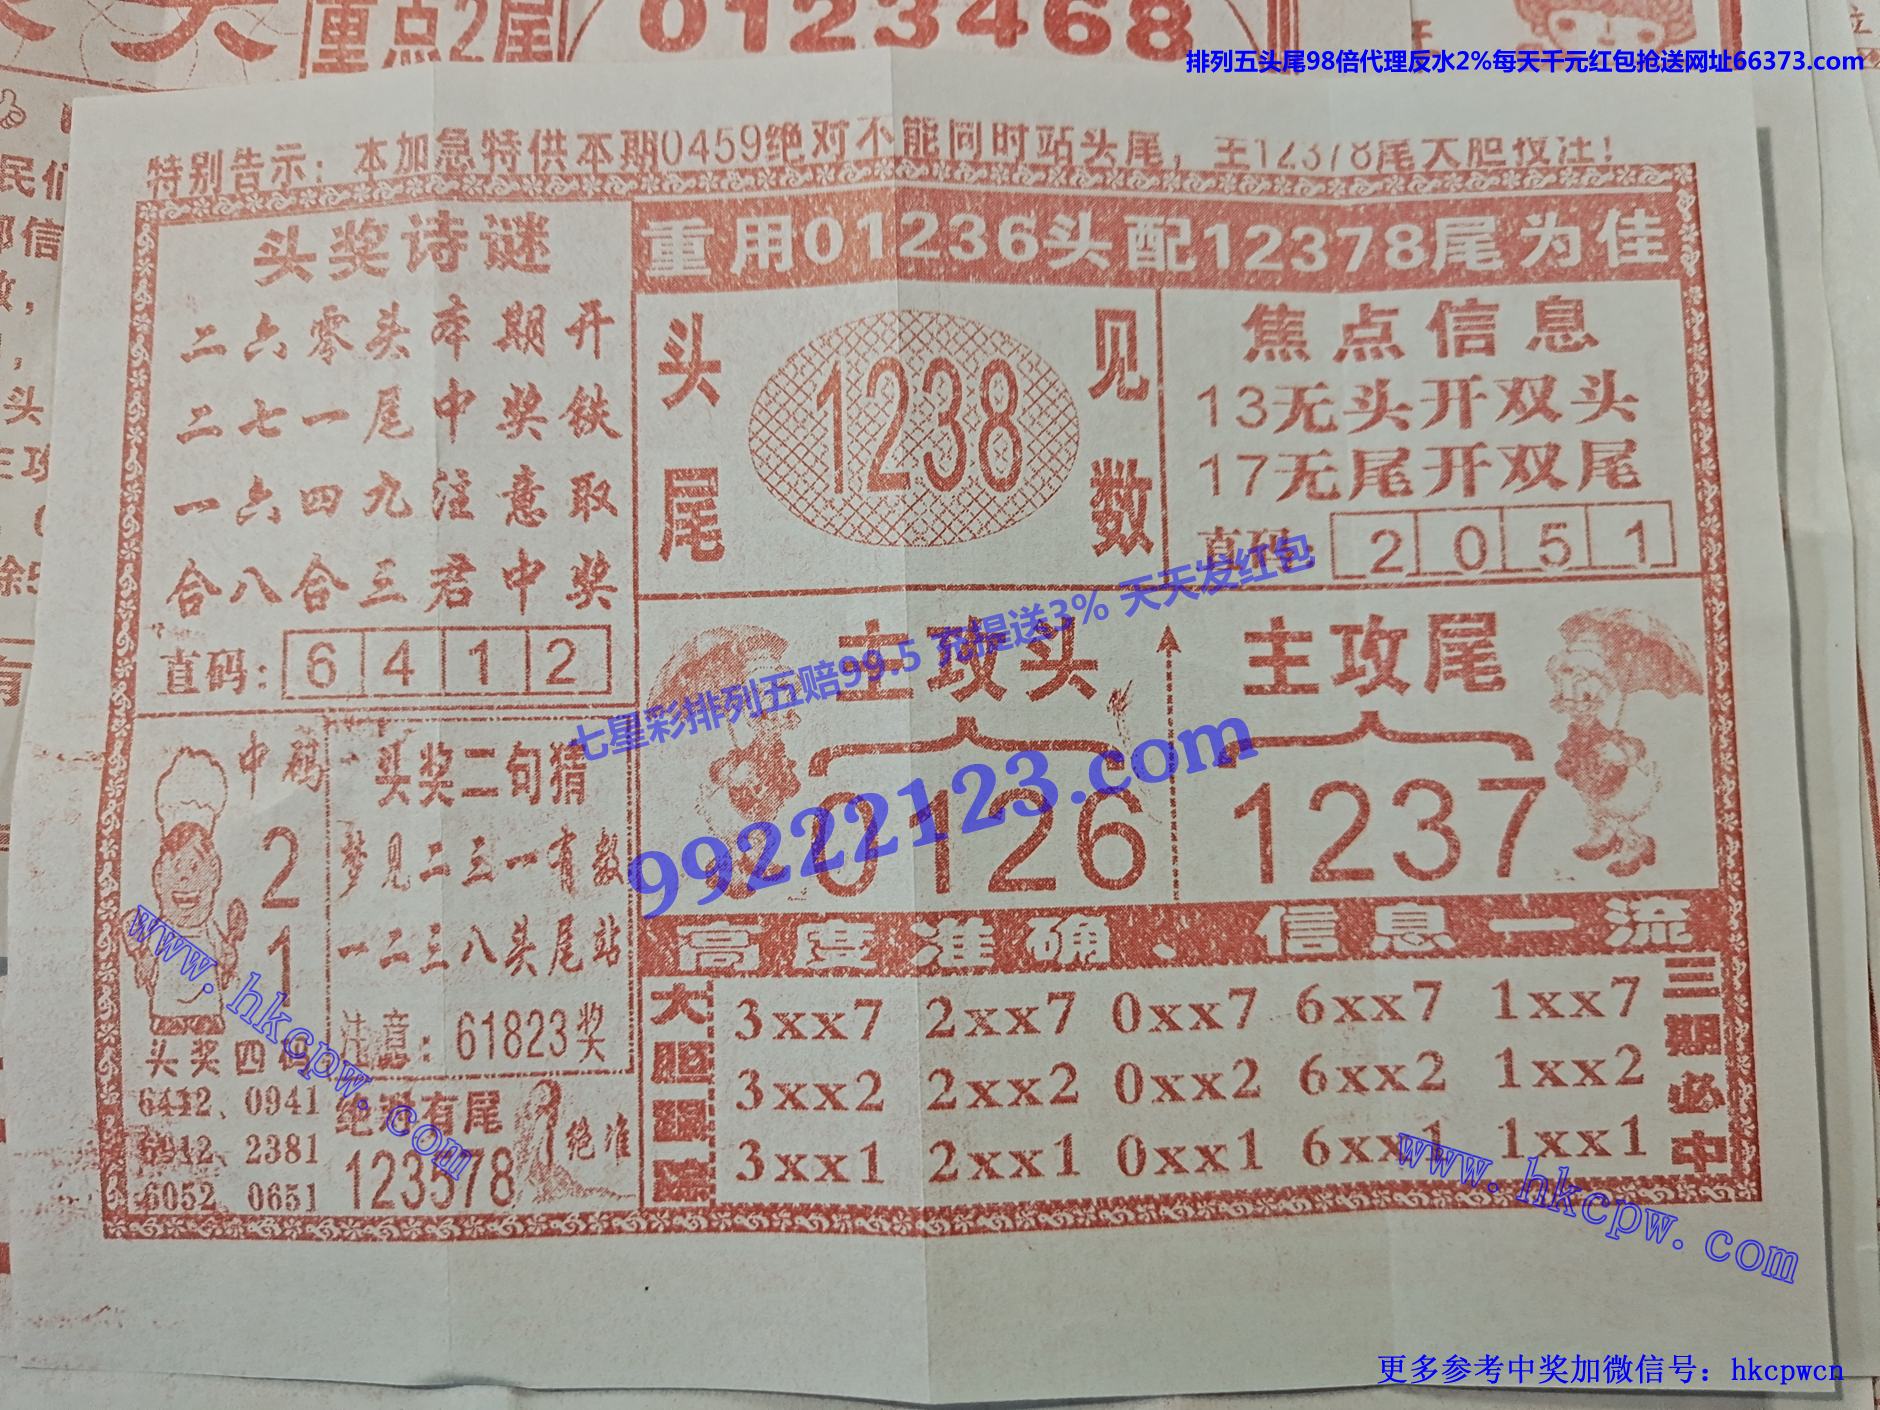 重点2尾
0123468
排列五头尾98倍代理反水2%每天千元红包抢送网址66373.com
特别告示：本加急特供本期0459绝对不能同时站头尾，主12378尾大胆投注！
头奖诗谜
二六零头本期开
二七一尾中奖铁
一六四九注意取
合八合三君中奖
直码：6 4 1 2
重用01236头配12378尾为佳
头尾
1238
见数
焦点信息
13无头开双头
17无尾开双尾
直码：2 0 5 1
主攻头
0126
主攻尾
1237
七星彩排列五赔99.5 充提送3% 天天发红包
99222123.com
中码
2
1
头奖四码
6412、0941
6912、2381
6052、0651
头奖二句猜
梦见二三一有数
一二三八头尾站
注意：61823奖
绝料有尾
123578
绝准
高度准确．信息一流
大胆跟踪
3xx7 2xx7 0xx7 6xx7 1xx7
3xx2 2xx2 0xx2 6xx2 1xx2
3xx1 2xx1 0xx1 6xx1 1xx1
三期必中
www.hkcpw.com
www.hkcpw.com
更多参考中奖加微信号：hkcpwcn